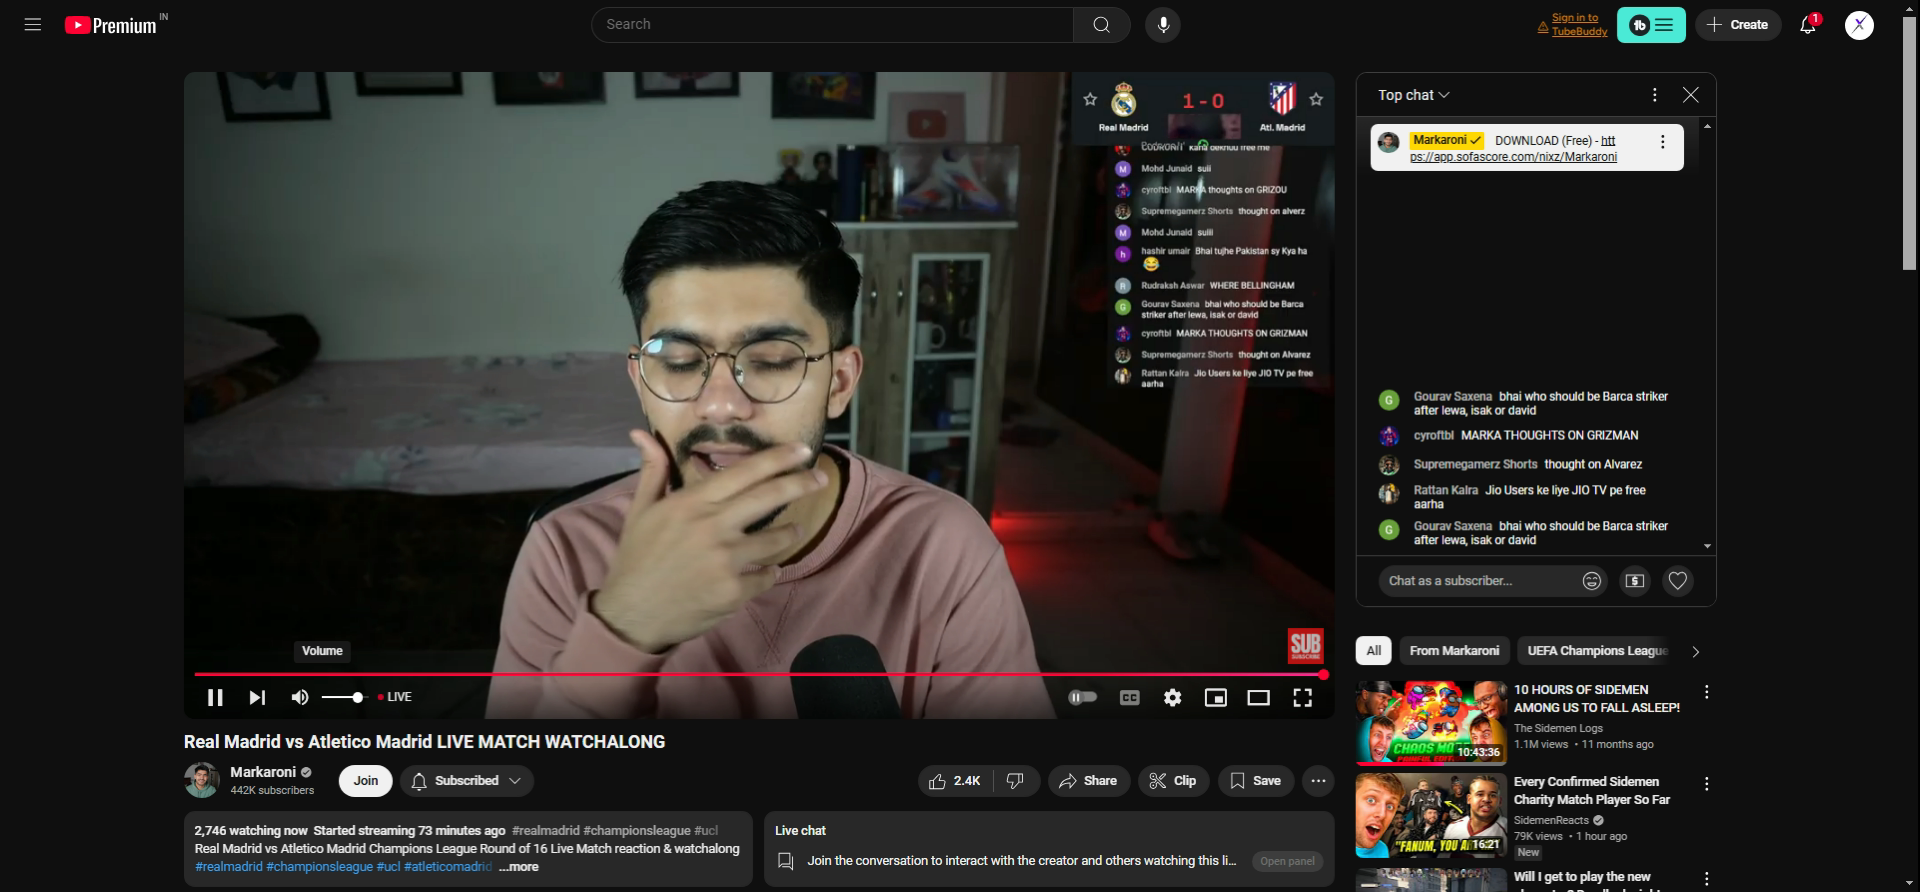 Premium IN
Search
Sign in to
TubeBuddy
Create
1
1 - 0
Real Madrid
Atl. Madrid
Mohd Junaid suii
cyroftbl MARKA thoughts on GRIZOU
Supremegamerz Shorts thought on alverz
Mohd Junaid suiii
hashir umair Bhai tujhe Pakistan sy Kya ha
Rudraksh Aswar WHERE BELLINGHAM
Gourav Saxena bhai who should be Barca
striker after lewa, isak or david
cyroftbl MARKA THOUGHTS ON GRIZMAN
Supremegamerz Shorts thought on Alvarez
Rattan Kalra Jio Users ke liye JIO TV pe free
aarha
SUB
SUBSCRIBE
Volume
LIVE
CC
Top chat
Markaroni DOWNLOAD (Free) - htt
ps://app.sofascore.com/nixz/Markaroni
G Gourav Saxena bhai who should be Barca striker
after lewa, isak or david
cyroftbl MARKA THOUGHTS ON GRIZMAN
Supremegamerz Shorts thought on Alvarez
Rattan Kalra Jio Users ke liye JIO TV pe free
aarha
G Gourav Saxena bhai who should be Barca striker
after lewa, isak or david
Chat as a subscriber...
Real Madrid vs Atletico Madrid LIVE MATCH WATCHALONG
Markaroni
442K subscribers
Join
Subscribed
2.4K
Share
Clip
Save
2,746 watching now Started streaming 73 minutes ago #realmadrid #championsleague #ucl
Real Madrid vs Atletico Madrid Champions League Round of 16 Live Match reaction & watchalong
#realmadrid #championsleague #ucl #atleticomadrid ...more
Live chat
Join the conversation to interact with the creator and others watching this li...
Open panel
All
From Markaroni
UEFA Champions League
10 HOURS OF SIDEMEN
AMONG US TO FALL ASLEEP!
The Sidemen Logs
1.1M views • 11 months ago
CHAOS MO
10:43:36
Every Confirmed Sidemen
Charity Match Player So Far
SidemenReacts
79K views • 1 hour ago
New
"FANUM, YOU A
16:21
Will I get to play the new